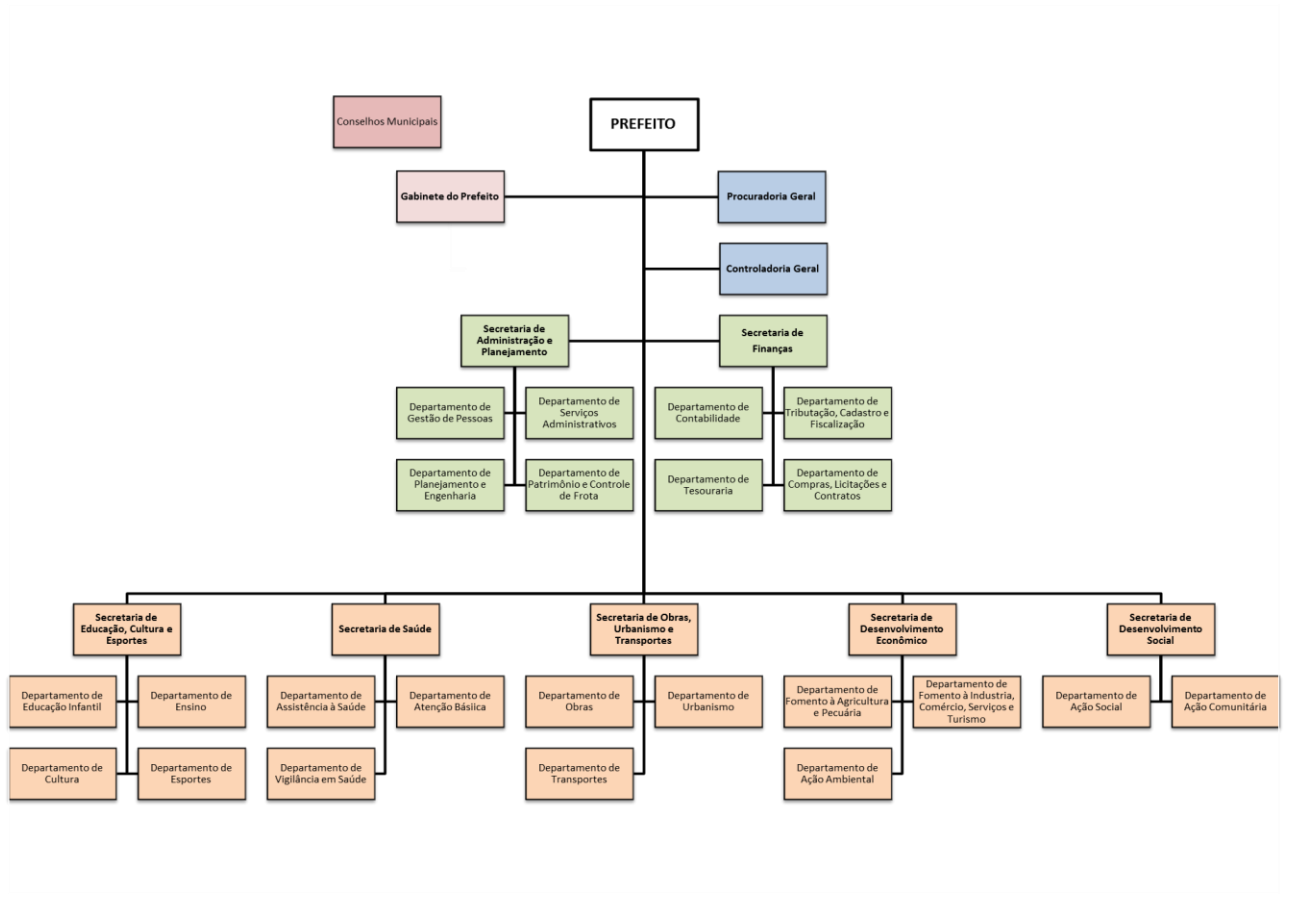 Conselhos Municipais
PREFEITO
Gabinete do Prefeito
Procuradoria Geral
Controladoria Geral
Secretaria de
Administração e
Planejamento
Secretaria de
Finanças
Departamento de
Gestão de Pessoas
Departamento de
Serviços
Administrativos
Departamento de
Contabilidade
Departamento de
Tributação, Cadastro e
Fiscalização
Departamento de
Planejamento e
Engenharia
Departamento de
Patrimônio e Controle
de Frota
Departamento de
Tesouraria
Departamento de
Compras, Licitações e
Contratos
Secretaria de
Educação, Cultura e
Esportes
Secretaria de Saúde
Secretaria de Obras,
Urbanismo e
Transportes
Secretaria de
Desenvolvimento
Econômico
Secretaria de
Desenvolvimento
Social
Departamento de
Educação Infantil
Departamento de
Ensino
Departamento de
Assistência à Saúde
Departamento de
Atenção Básiica
Departamento de
Obras
Departamento de
Urbanismo
Departamento de
Fomento à Agricultura
e Pecuária
Departamento de
Fomento à Industria,
Comércio, Serviços e
Turismo
Departamento de
Ação Social
Departamento de
Ação Comunitária
Departamento de
Cultura
Departamento de
Esportes
Departamento de
Vigilância em Saúde
Departamento de
Transportes
Departamento de
Ação Ambiental